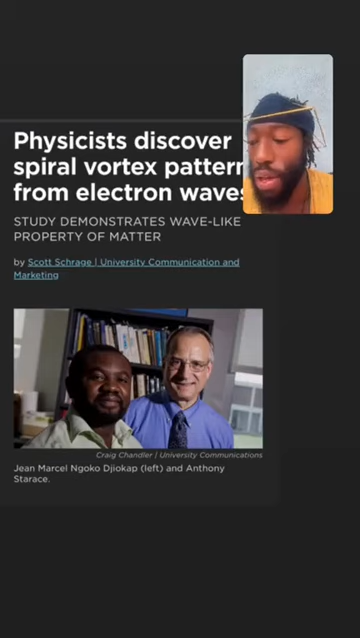 Physicists discover
spiral vortex pattern
from electron waves
STUDY DEMONSTRATES WAVE-LIKE
PROPERTY OF MATTER
by Scott Schrage | University Communication and
Marketing
Craig Chandler | University Communications
Jean Marcel Ngoko Djiokap (left) and Anthony
Starace.